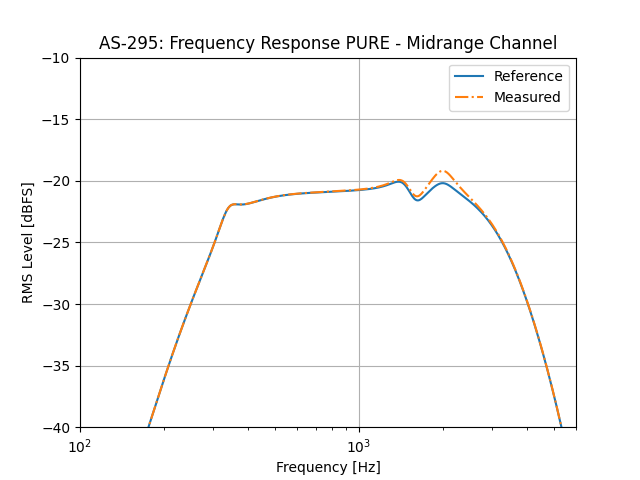 AS-295: Frequency Response PURE - Midrange Channel
Reference
Measured
−10
−15
−20
−25
−30
−35
−40
RMS Level [dBFS]
10²
10³
Frequency [Hz]